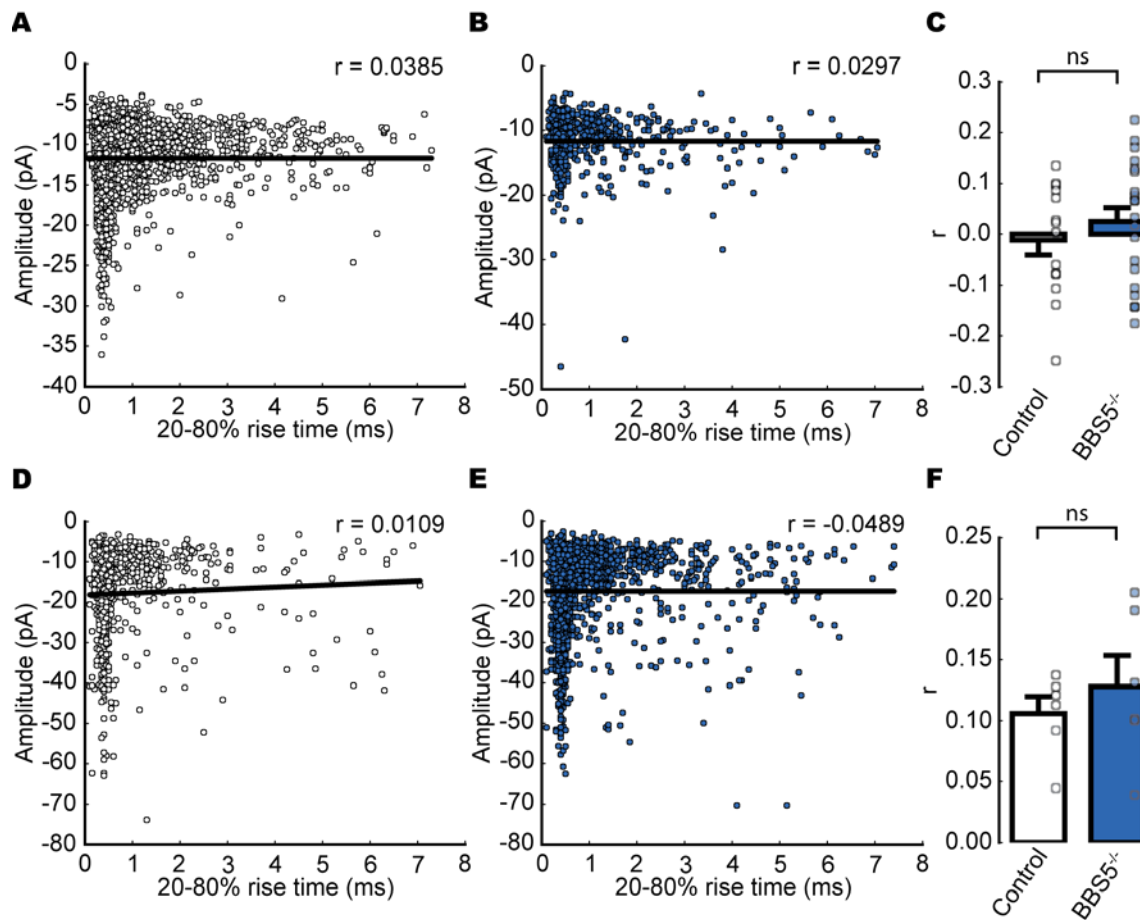 A
r = 0.0385
0
-5
-10
-15
-20
-25
-30
-35
-40
Amplitude (pA)
0 1 2 3 4 5 6 7 8
20-80% rise time (ms)
B
r = 0.0297
0
-10
-20
-30
-40
-50
Amplitude (pA)
0 1 2 3 4 5 6 7 8
20-80% rise time (ms)
C
ns
0.3
0.2
0.1
0.0
-0.1
-0.2
-0.3
r
Control
BBS5-/-
D
r = 0.0109
0
-10
-20
-30
-40
-50
-60
-70
-80
Amplitude (pA)
0 1 2 3 4 5 6 7 8
20-80% rise time (ms)
E
r = -0.0489
0
-10
-20
-30
-40
-50
-60
-70
-80
Amplitude (pA)
0 1 2 3 4 5 6 7 8
20-80% rise time (ms)
F
ns
0.25
0.20
0.15
0.10
0.05
0.00
r
Control
BBS5-/-